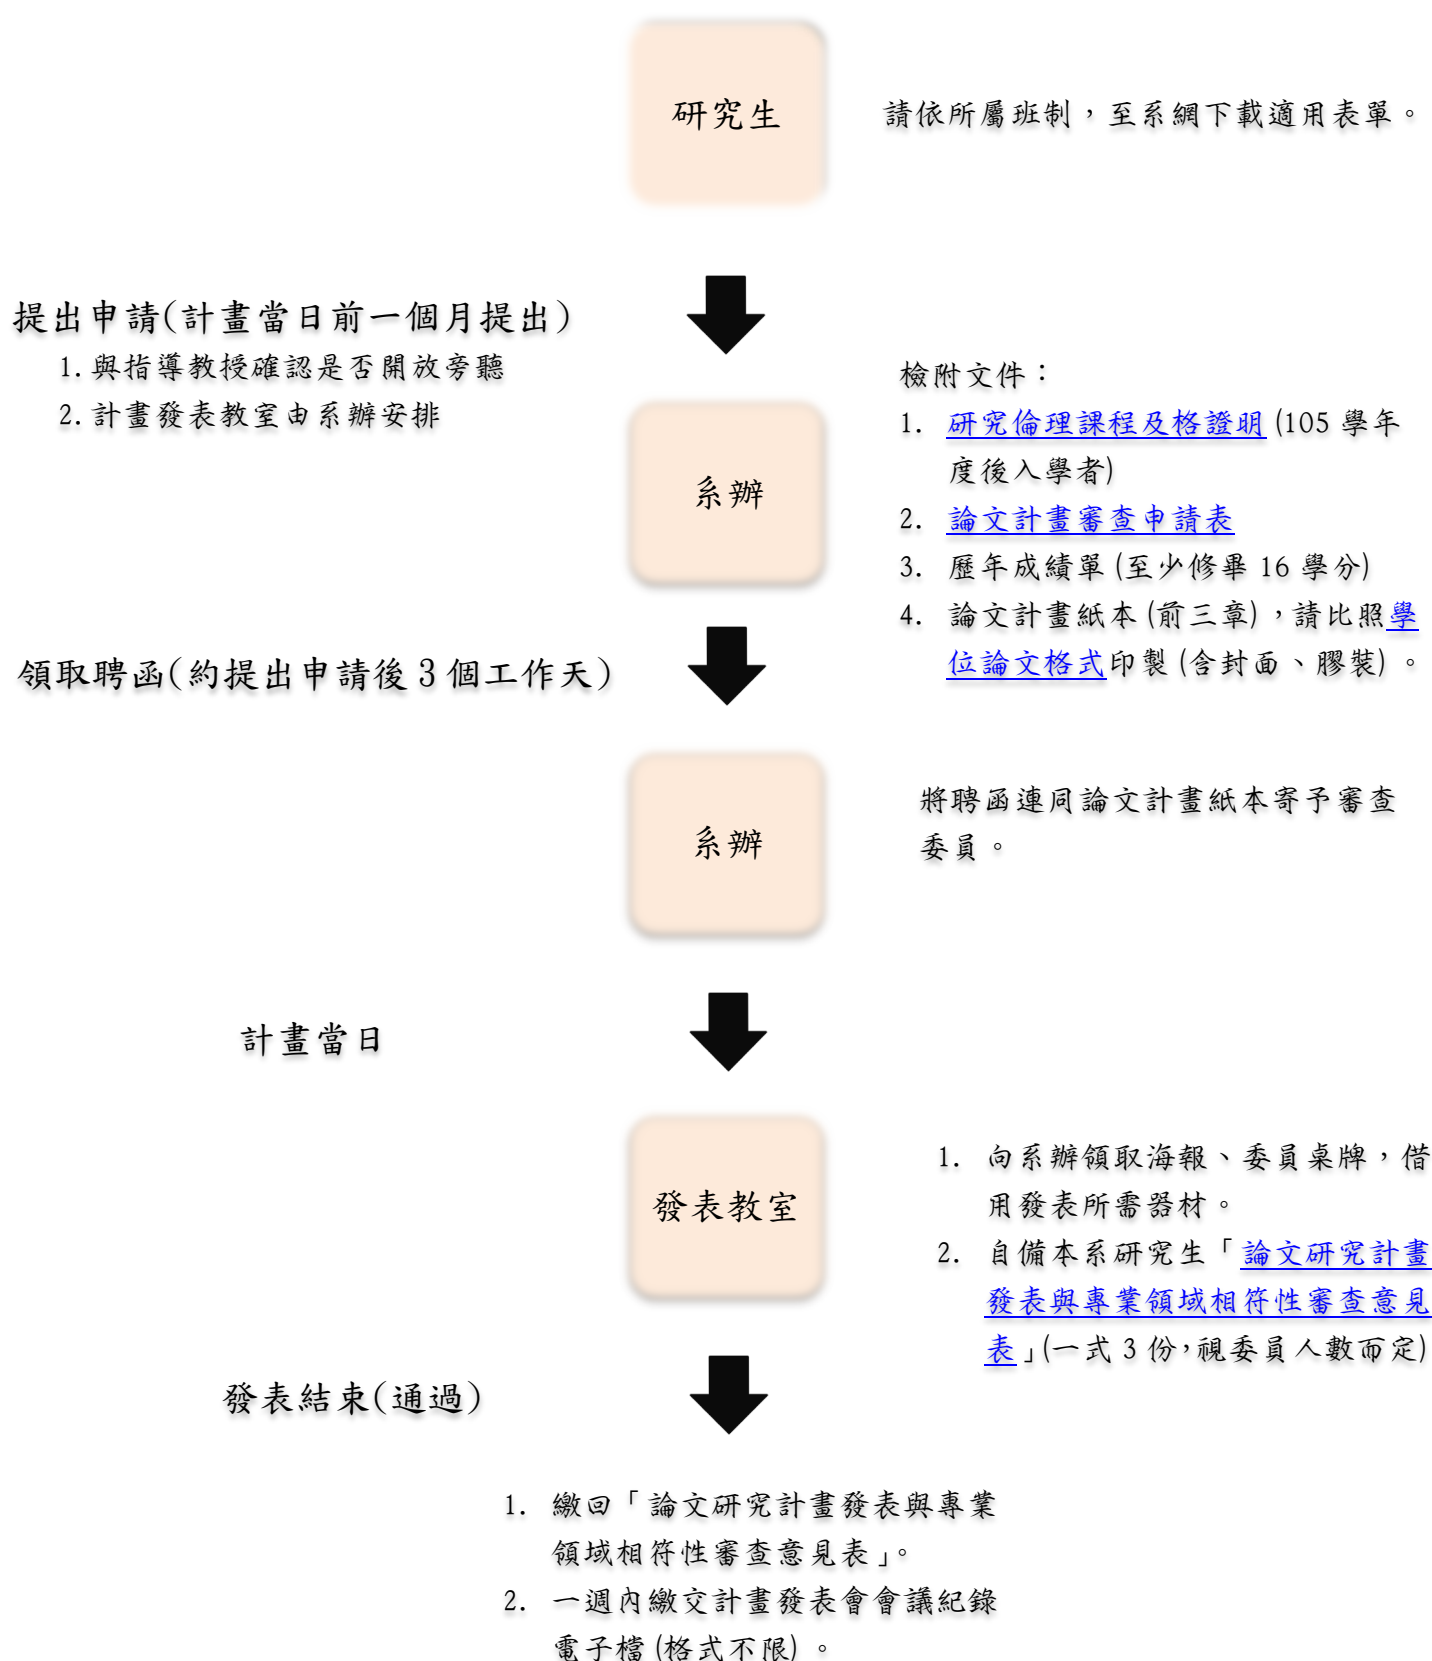 研究生
請依所屬班制，至系網下載適用表單。
提出申請(計畫當日前一個月提出)
1.與指導教授確認是否開放旁聽
2.計畫發表教室由系辦安排
系辦
檢附文件：
1. 研究倫理課程及格證明(105 學年
度後入學者)
2. 論文計畫審查申請表
3. 歷年成績單(至少修畢 16 學分)
4. 論文計畫紙本(前三章)，請比照學
位論文格式印製(含封面、膠裝)。
領取聘函(約提出申請後 3 個工作天)
系辦
將聘函連同論文計畫紙本寄予審查
委員。
計畫當日
發表教室
1. 向系辦領取海報、委員桌牌，借
用發表所需器材。
2. 自備本系研究生「論文研究計畫
發表與專業領域相符性審查意見
表」(一式 3 份，視委員人數而定)
發表結束(通過)
1. 繳回「論文研究計畫發表與專業
領域相符性審查意見表」。
2. 一週內繳交計畫發表會會議紀錄
電子檔(格式不限)。